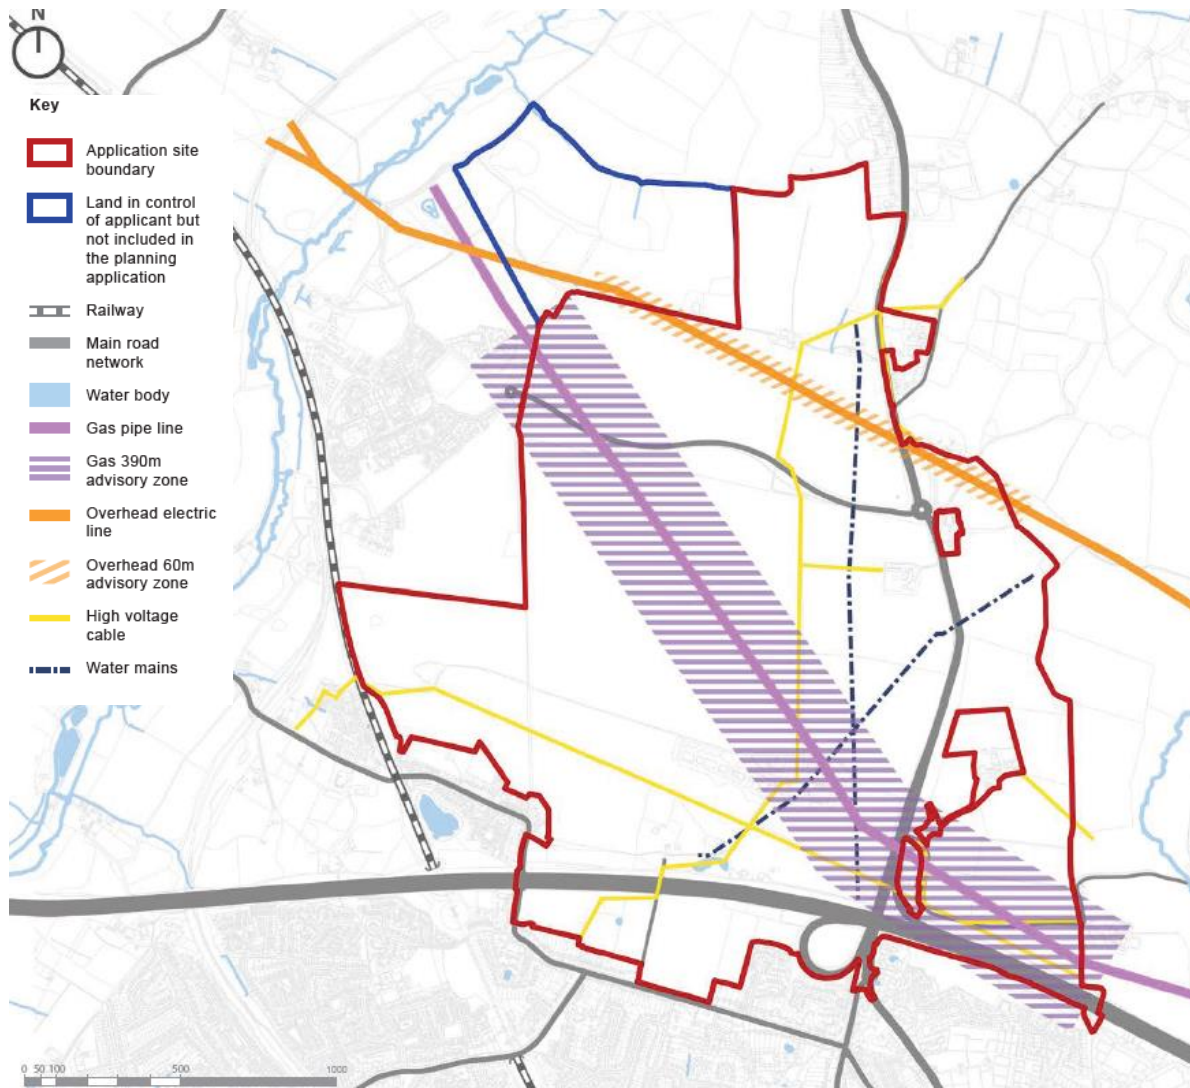 N
Key
Application site
boundary
Land in control
of applicant but
not included in
the planning
application
Railway
Main road
network
Water body
Gas pipe line
Gas 390m
advisory zone
Overhead electric
line
Overhead 60m
advisory zone
High voltage
cable
Water mains
0 50 100 500 1000